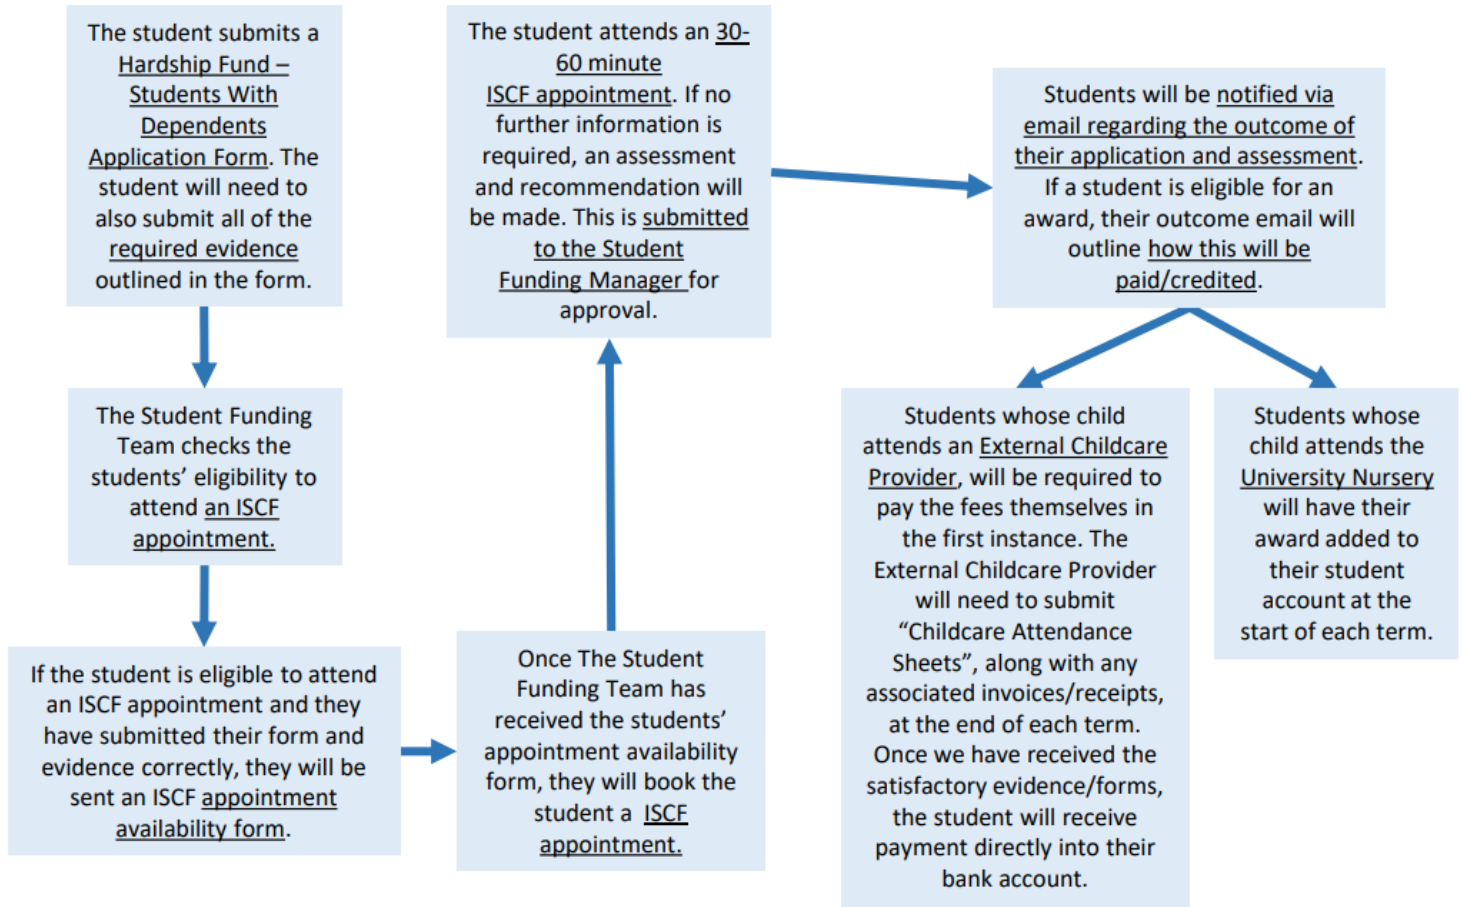 The student submits a
Hardship Fund –
Students With
Dependents
Application Form. The
student will need to
also submit all of the
required evidence
outlined in the form.
The Student Funding
Team checks the
students’ eligibility to
attend an ISCF
appointment.
If the student is eligible to attend
an ISCF appointment and they
have submitted their form and
evidence correctly, they will be
sent an ISCF appointment
availability form.
Once The Student
Funding Team has
received the students’
appointment availability
form, they will book the
student a ISCF
appointment.
The student attends an 30-
60 minute
ISCF appointment. If no
further information is
required, an assessment
and recommendation will
be made. This is submitted
to the Student
Funding Manager for
approval.
Students will be notified via
email regarding the outcome of
their application and assessment.
If a student is eligible for an
award, their outcome email will
outline how this will be
paid/credited.
Students whose child
attends an External Childcare
Provider, will be required to
pay the fees themselves in
the first instance. The
External Childcare Provider
will need to submit
“Childcare Attendance
Sheets”, along with any
associated invoices/receipts,
at the end of each term.
Once we have received the
satisfactory evidence/forms,
the student will receive
payment directly into their
bank account.
Students whose
child attends the
University Nursery
will have their
award added to
their student
account at the
start of each term.